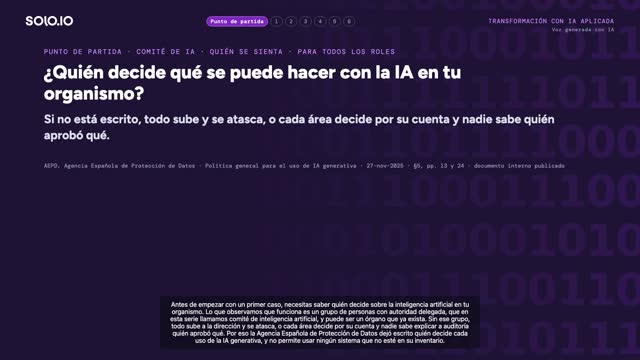 SOLO.IO
Punto de partida 1 2 3 4 5 6
TRANSFORMACIÓN CON IA APLICADA
Voz generada con IA
PUNTO DE PARTIDA · COMITÉ DE IA · QUIÉN SE SIENTA · PARA TODOS LOS ROLES
¿Quién decide qué se puede hacer con la IA en tu
organismo?
Si no está escrito, todo sube y se atasca, o cada área decide por su cuenta y nadie sabe quién
aprobó qué.
AEPD. Agencia Española de Protección de Datos · Política general para el uso de IA generativa · 27-nov-2025 · §5, pp. 13 y 24 · documento interno publicado
Antes de empezar con un primer caso, necesitas saber quién decide sobre la inteligencia artificial en tu
organismo. Lo que observamos que funciona es un grupo de personas con autoridad delegada, que en
esta serie llamamos comité de inteligencia artificial, y puede ser un órgano que ya exista. Sin ese grupo,
todo sube a la dirección y se atasca, o cada área decide por su cuenta y nadie sabe explicar a auditoría
quién aprobó qué. Por eso la Agencia Española de Protección de Datos dejó escrito quién decide cada
uso de la IA generativa, y no permite usar ningún sistema que no esté en su inventario.